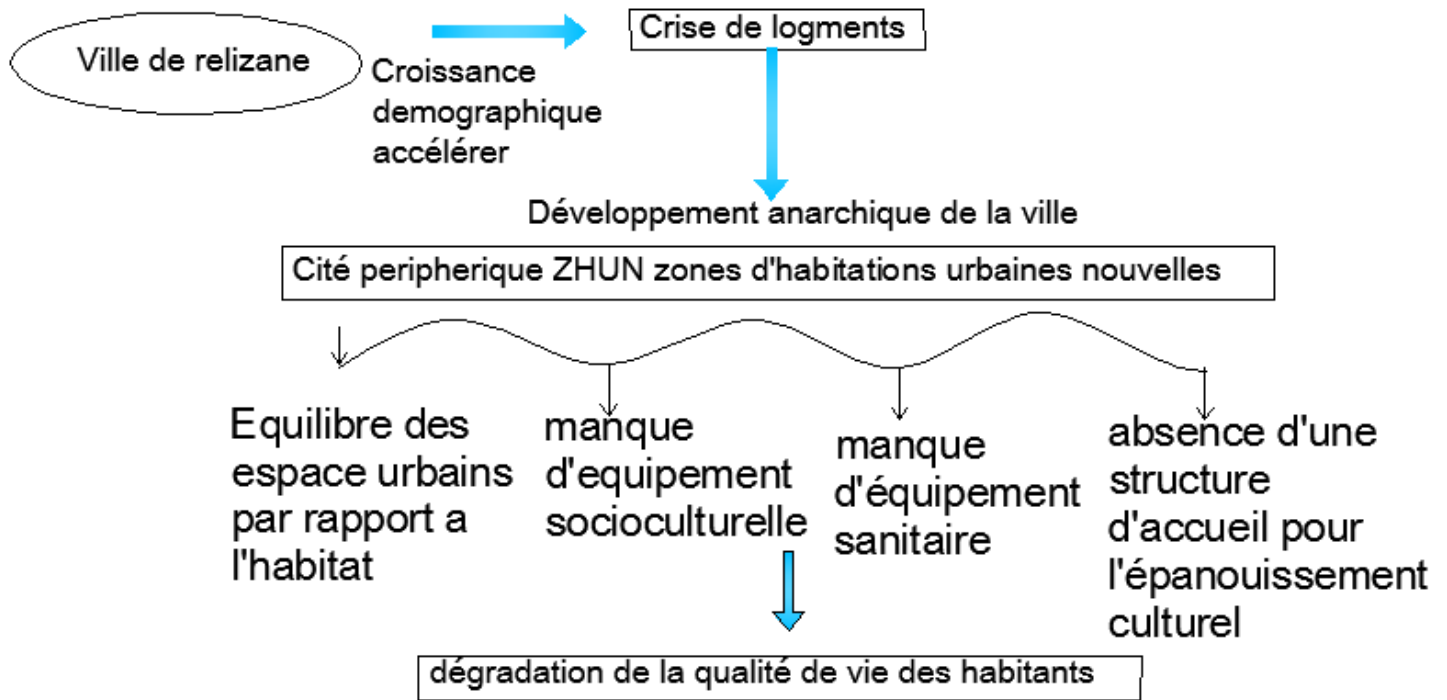 Ville de relizane
Croissance
demographique
accélérer
Crise de logments
Développement anarchique de la ville
Cité peripherique ZHUN zones d'habitations urbaines nouvelles
Equilibre des
espace urbains
par rapport a
l'habitat
manque
d'equipement
socioculturelle
manque
d'équipement
sanitaire
absence d'une
structure
d'accueil pour
l'épanouissement
culturel
dégradation de la qualité de vie des habitants